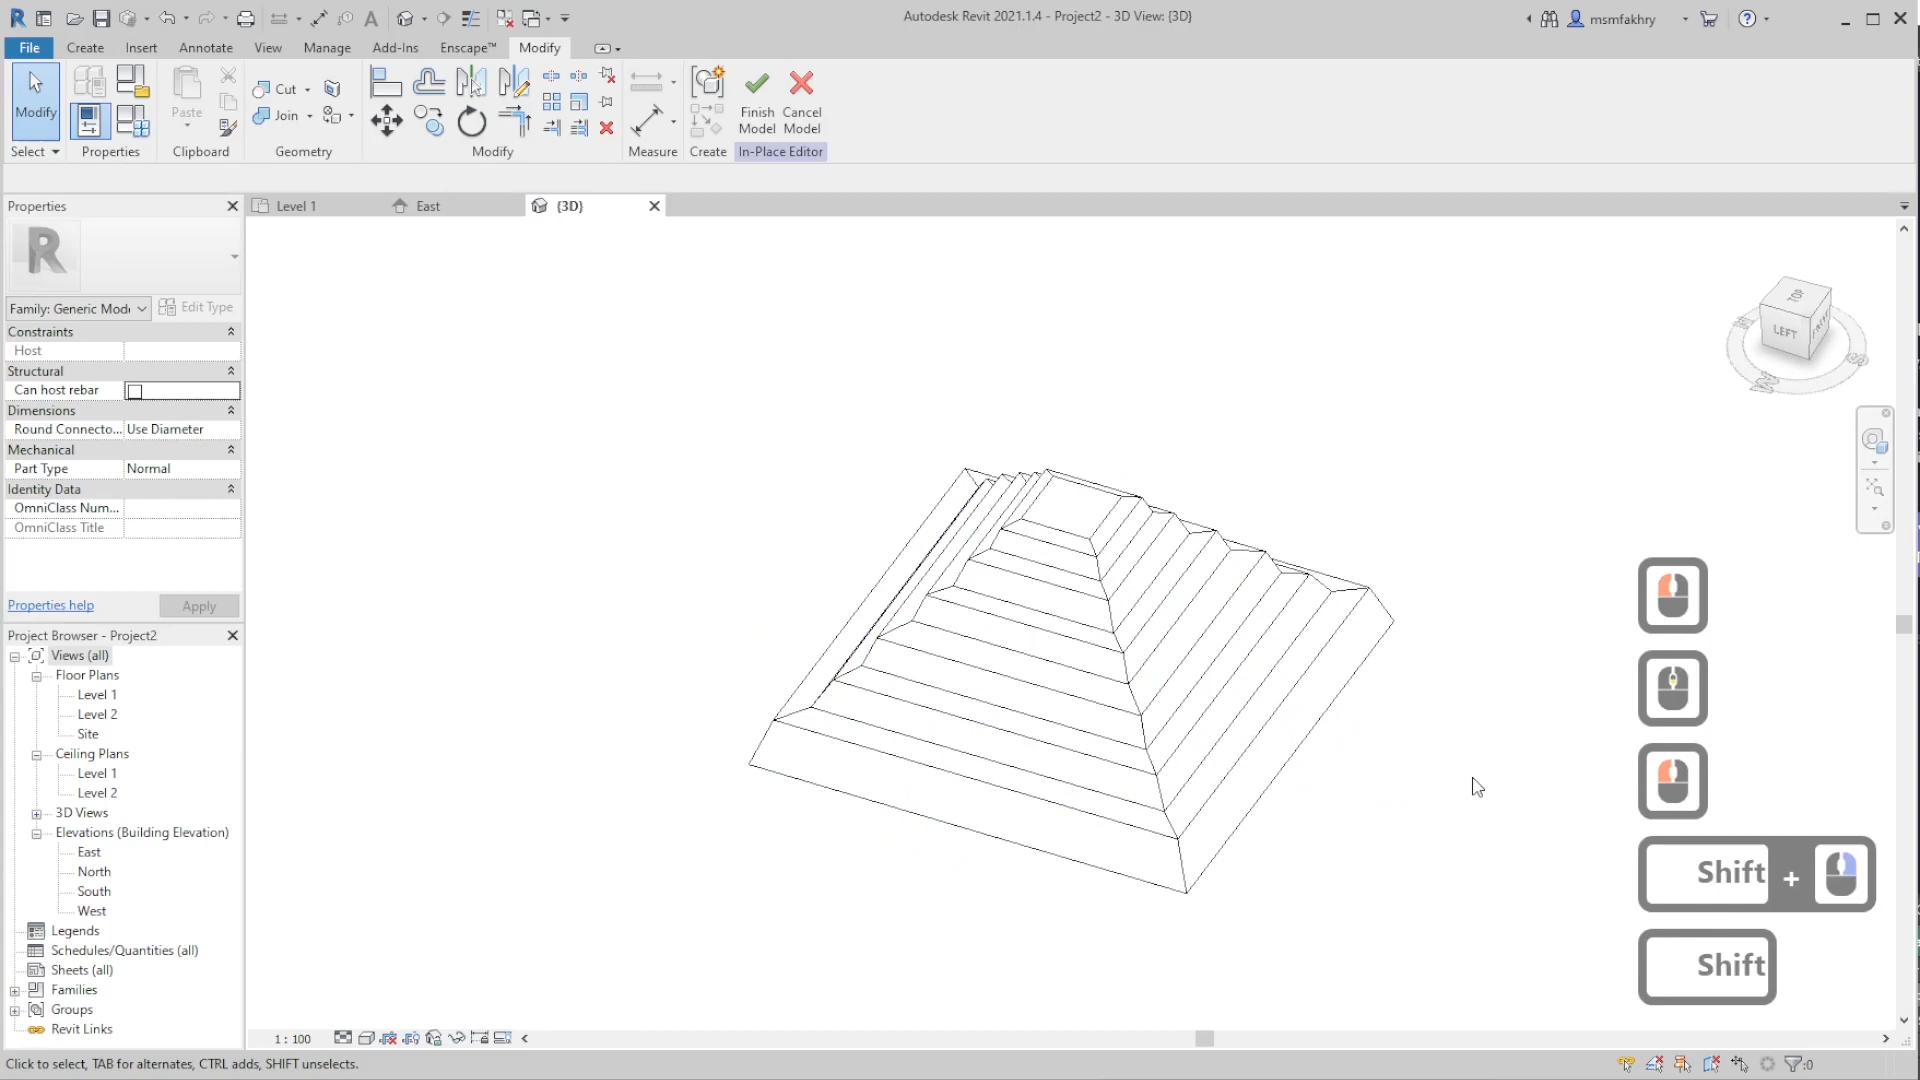 Autodesk Revit 2021.1.4 - Project2 - 3D View: {3D}
msmfakhry
File Create Insert Annotate View Manage Add-Ins Enscape™ Modify
Modify
Paste
Cut
Join
Finish Model
Cancel Model
Select Properties Clipboard Geometry Modify Measure Create In-Place Editor
Properties
Level 1
East
{3D}
R
Family: Generic Mod
Edit Type
Constraints
Host
Structural
Can host rebar
Dimensions
Round Connecto... Use Diameter
Mechanical
Part Type Normal
Identity Data
OmniClass Num...
OmniClass Title
Properties help
Apply
Project Browser - Project2
Views (all)
Floor Plans
Level 1
Level 2
Site
Ceiling Plans
Level 1
Level 2
3D Views
Elevations (Building Elevation)
East
North
South
West
Legends
Schedules/Quantities (all)
Sheets (all)
Families
Groups
Revit Links
TOP
LEFT
FRONT
S
Shift +
Shift
1 : 100
Click to select, TAB for alternates, CTRL adds, SHIFT unselects.
:0